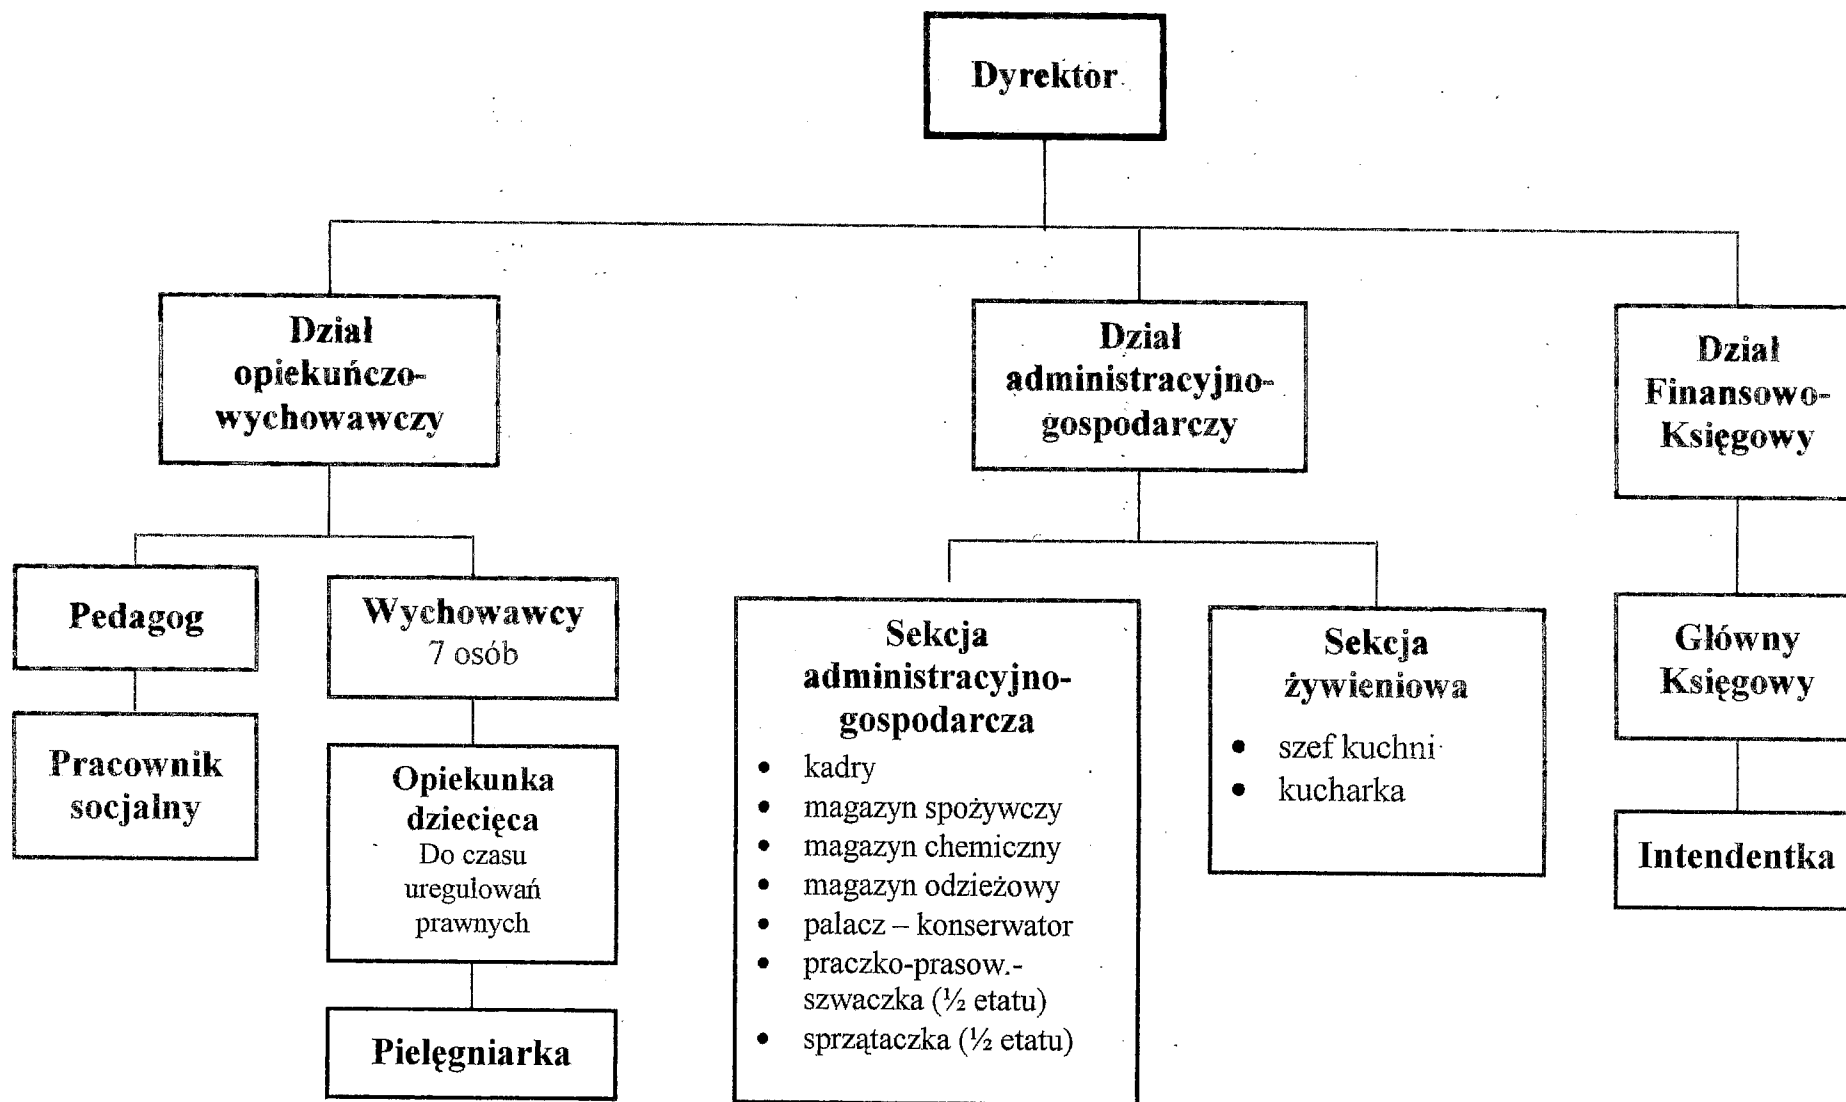 Dyrektor
Dział
opiekuńczo-
wychowawczy
Dział
administracyjno-
gospodarczy
Dział
Finansowo-
Księgowy
Pedagog
Wychowawcy
7 osób
Sekcja
administracyjno-
gospodarcza
• kadry
• magazyn spożywczy
• magazyn chemiczny
• magazyn odzieżowy
• palacz – konserwator
• praczko-prasow.-
szwaczka (½ etatu)
• sprzątaczka (½ etatu)
Sekcja
żywieniowa
• szef kuchni
• kucharka
Główny
Księgowy
Pracownik
socjalny
Opiekunka
dziecięca
Do czasu
uregulowań
prawnych
Intendentka
Pielęgniarka